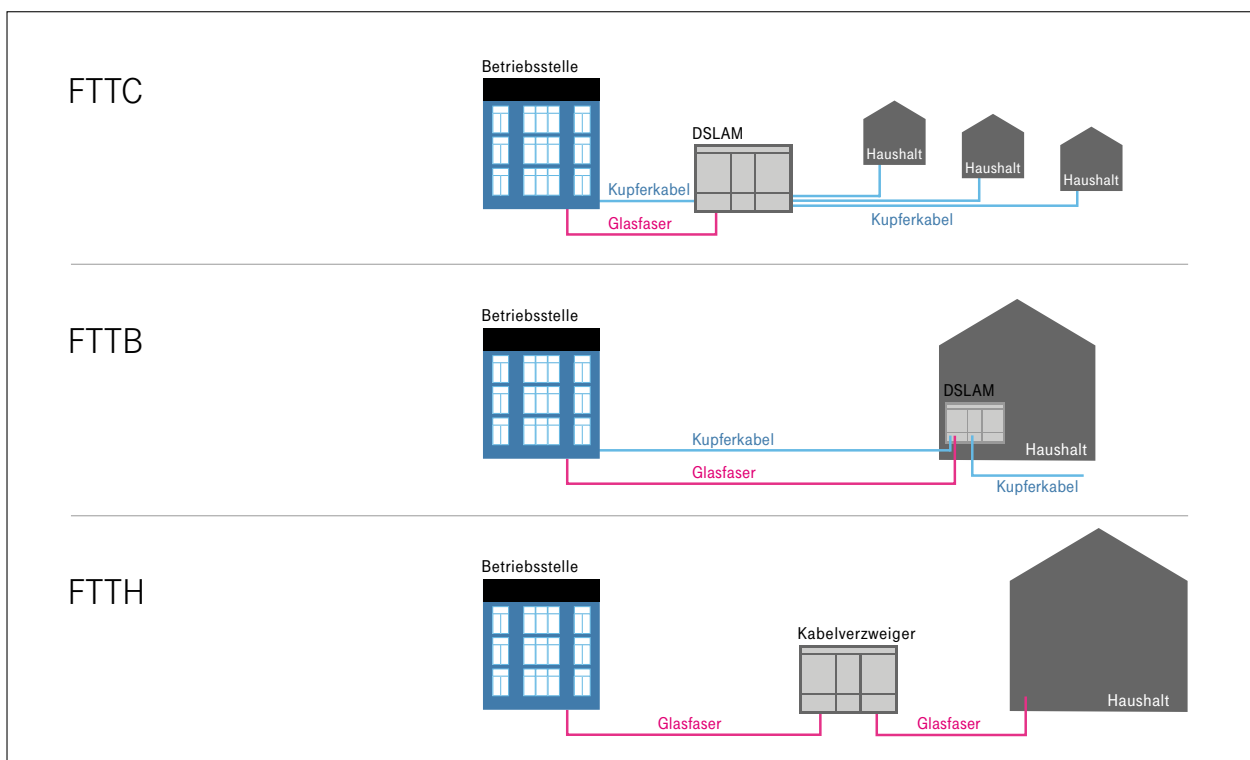 FTTC
Betriebsstelle
DSLAM
Haushalt
Haushalt
Haushalt
Kupferkabel
Glasfaser
Kupferkabel
FTTB
Betriebsstelle
DSLAM
Kupferkabel
Haushalt
Glasfaser
Kupferkabel
FTTH
Betriebsstelle
Kabelverzweiger
Haushalt
Glasfaser
Glasfaser